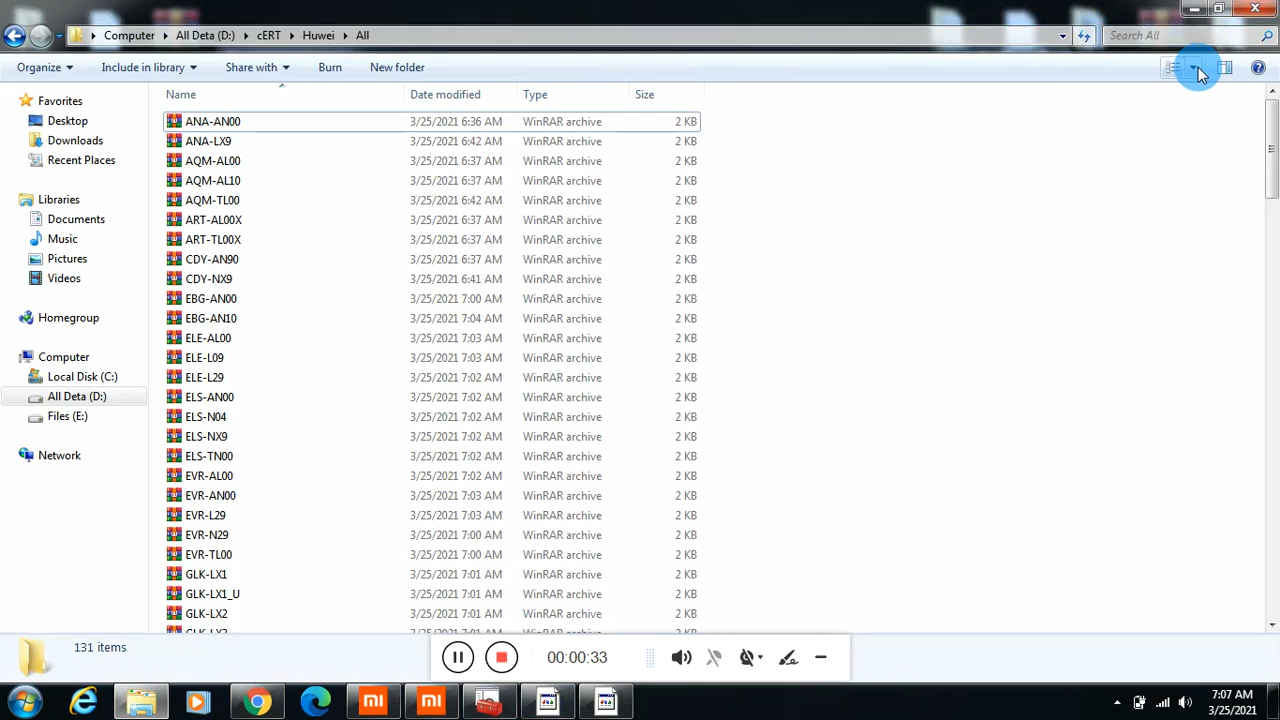 Computer ▸ All Deta (D:) ▸ cERT ▸ Huwei ▸ All
Search All
Organize Include in library Share with Burn New folder
Name Date modified Type Size
Favorites
Desktop
Downloads
Recent Places
Libraries
Documents
Music
Pictures
Videos
Homegroup
Computer
Local Disk (C:)
All Deta (D:)
Files (E:)
Network
ANA-AN00 3/25/2021 6:36 AM WinRAR archive 2 KB
ANA-LX9 3/25/2021 6:42 AM WinRAR archive 2 KB
AQM-AL00 3/25/2021 6:37 AM WinRAR archive 2 KB
AQM-AL10 3/25/2021 6:37 AM WinRAR archive 2 KB
AQM-TL00 3/25/2021 6:42 AM WinRAR archive 2 KB
ART-AL00X 3/25/2021 6:37 AM WinRAR archive 2 KB
ART-TL00X 3/25/2021 6:37 AM WinRAR archive 2 KB
CDY-AN90 3/25/2021 6:37 AM WinRAR archive 2 KB
CDY-NX9 3/25/2021 6:41 AM WinRAR archive 2 KB
EBG-AN00 3/25/2021 7:00 AM WinRAR archive 2 KB
EBG-AN10 3/25/2021 7:04 AM WinRAR archive 2 KB
ELE-AL00 3/25/2021 7:03 AM WinRAR archive 2 KB
ELE-L09 3/25/2021 7:03 AM WinRAR archive 2 KB
ELE-L29 3/25/2021 7:02 AM WinRAR archive 2 KB
ELS-AN00 3/25/2021 7:02 AM WinRAR archive 2 KB
ELS-N04 3/25/2021 7:02 AM WinRAR archive 2 KB
ELS-NX9 3/25/2021 7:02 AM WinRAR archive 2 KB
ELS-TN00 3/25/2021 7:02 AM WinRAR archive 2 KB
EVR-AL00 3/25/2021 7:02 AM WinRAR archive 2 KB
EVR-AN00 3/25/2021 7:03 AM WinRAR archive 2 KB
EVR-L29 3/25/2021 7:03 AM WinRAR archive 2 KB
EVR-N29 3/25/2021 7:00 AM WinRAR archive 2 KB
EVR-TL00 3/25/2021 7:00 AM WinRAR archive 2 KB
GLK-LX1 3/25/2021 7:01 AM WinRAR archive 2 KB
GLK-LX1_U 3/25/2021 7:01 AM WinRAR archive 2 KB
GLK-LX2 3/25/2021 7:01 AM WinRAR archive 2 KB
131 items
00:00:33
mi mi
7:07 AM
3/25/2021